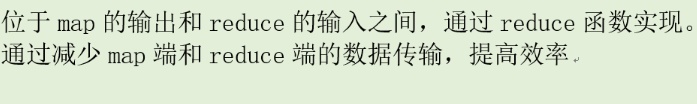 位于 map 的输出和 reduce 的输入之间，通过 reduce 函数实现。
通过减少 map 端和 reduce 端的数据传输，提高效率